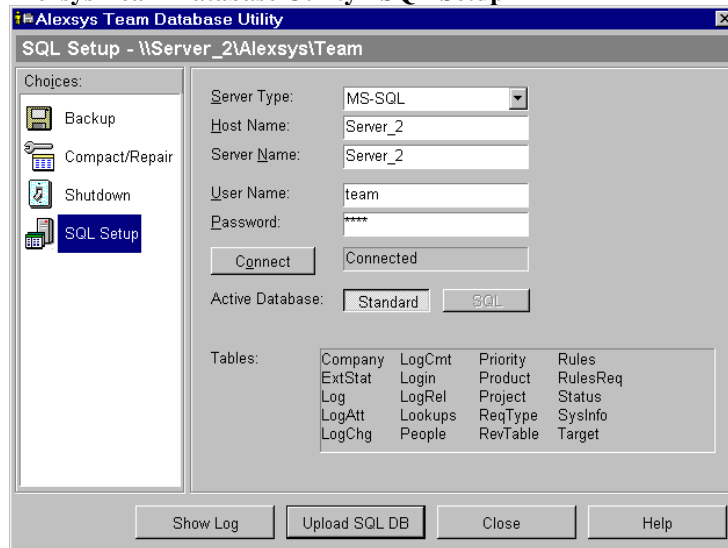 Alexsys Team Database Utility
SQL Setup - \\Server_2\Alexsys\Team
Choices:
Backup
Compact/Repair
Shutdown
SQL Setup
Server Type: MS-SQL
Host Name: Server_2
Server Name: Server_2
User Name: team
Password: ****
Connect Connected
Active Database: Standard SQL
Tables:
Company LogCmt Priority Rules
ExtStat Login Product RulesReq
Log LogRel Project Status
LogAtt Lookups ReqType SysInfo
LogChg People RevTable Target
Show Log Upload SQL DB Close Help